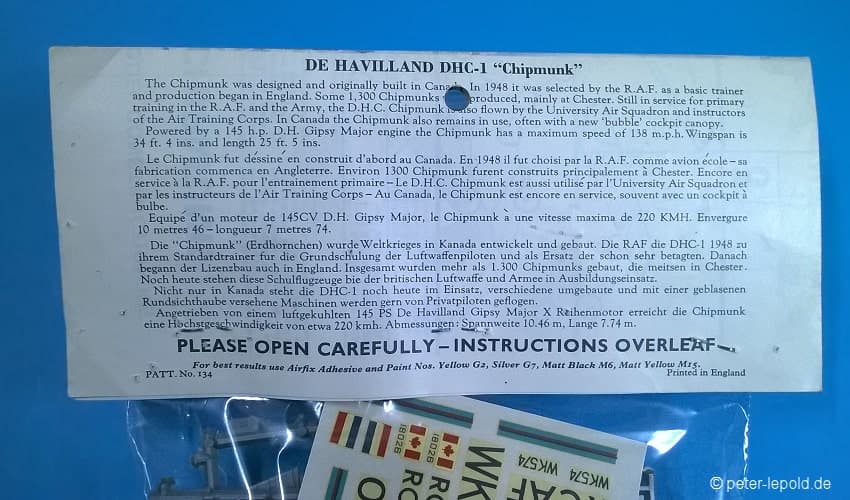 DE HAVILLAND DHC-1 “Chipmunk”
The Chipmunk was designed and originally built in Canada. In 1948 it was selected by the R.A.F. as a basic trainer
and production began in England. Some 1,300 Chipmunks produced, mainly at Chester. Still in service for primary
training in the R.A.F. and the Army, the D.H.C. Chipmunk is also flown by the University Air Squadron and instructors
of the Air Training Corps. In Canada the Chipmunk also remains in use, often with a new 'bubble' cockpit canopy.
Powered by a 145 h.p. D.H. Gipsy Major engine the Chipmunk has a maximum speed of 138 m.p.h. Wingspan is
34 ft. 4 ins. and length 25 ft. 5 ins.
Le Chipmunk fut déssiné en construit d'abord au Canada. En 1948 il fut choisi par la R.A.F. comme avion école – sa
fabrication commenca en Angleterre. Environ 1300 Chipmunk furent construits principalement à Chester. Encore en
service à la R.A.F. pour l'entrainement primaire – Le D.H.C. Chipmunk est aussi utilisé par l'University Air Squadron et
par les instructeurs de l'Air Training Corps – Au Canada, le Chipmunk est encore en service, souvent avec un cockpit à
bulbe.
Equipé d'un moteur de 145CV D.H. Gipsy Major, le Chipmunk à une vitesse maxima de 220 KMH. Envergure
10 metres 46 – longueur 7 metres 74.
Die “Chipmunk” (Erdhornchen) wurde Weltkrieges in Kanada entwickelt und gebaut. Die RAF die DHC-1 1948 zu
ihrem Standardtrainer für die Grundschulung der Luftwaffenpiloten und als Ersatz der schon sehr betagten. Danach
begann der Lizenzbau auch in England. Insgesamt wurden mehr als 1.300 Chipmunks gebaut, die meitsen in Chester.
Noch heute stehen diese Schulflugzeuge bie der britischen Luftwaffe und Armee in Ausbildungseinsatz.
Nicht nur in Kanada steht die DHC-1 noch heute im Einsatz, verschiedene umgebaute und mit einer geblasenen
Rundsichthaube versehene Maschinen werden gern von Privatpiloten geflogen.
Angetrieben von einem luftgekuhlten 145 PS De Havilland Gipsy Major X Reihenmotor erreicht die Chipmunk
eine Hochstgeschwindigkeit von etwa 220 kmh. Abmessungen: Spannweite 10.46 m, Lange 7.74 m.
PLEASE OPEN CAREFULLY – INSTRUCTIONS OVERLEAF
For best results use Airfix Adhesive and Paint Nos. Yellow G2, Silver G7, Matt Black M6, Matt Yellow M15.
PATT. No. 134
Printed in England
18026
18026
WK574
WK574
© peter-lepold.de